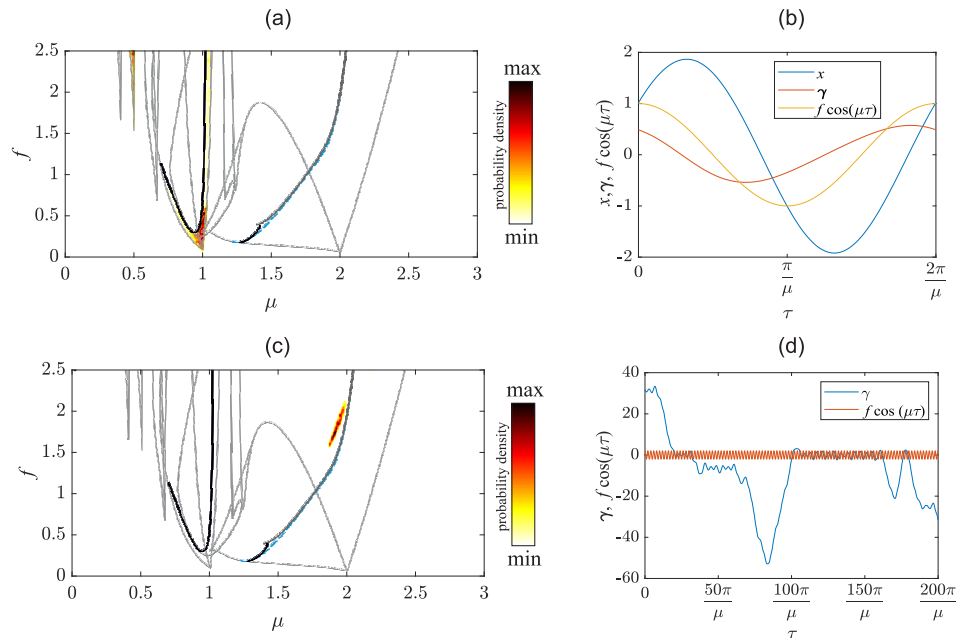 (a)
2.5
2
1.5
1
0.5
0
f
0
0.5
1
1.5
2
2.5
3
μ
max
probability density
min
(b)
2
1
0
-1
-2
x, γ, f cos(μτ)
x
γ
f cos(μτ)
0
π/μ
2π/μ
τ
(c)
2.5
2
1.5
1
0.5
0
f
0
0.5
1
1.5
2
2.5
3
μ
max
probability density
min
(d)
40
20
0
-20
-40
-60
γ, f cos(μτ)
γ
f cos (μτ)
0
50π/μ
100π/μ
150π/μ
200π/μ
τ